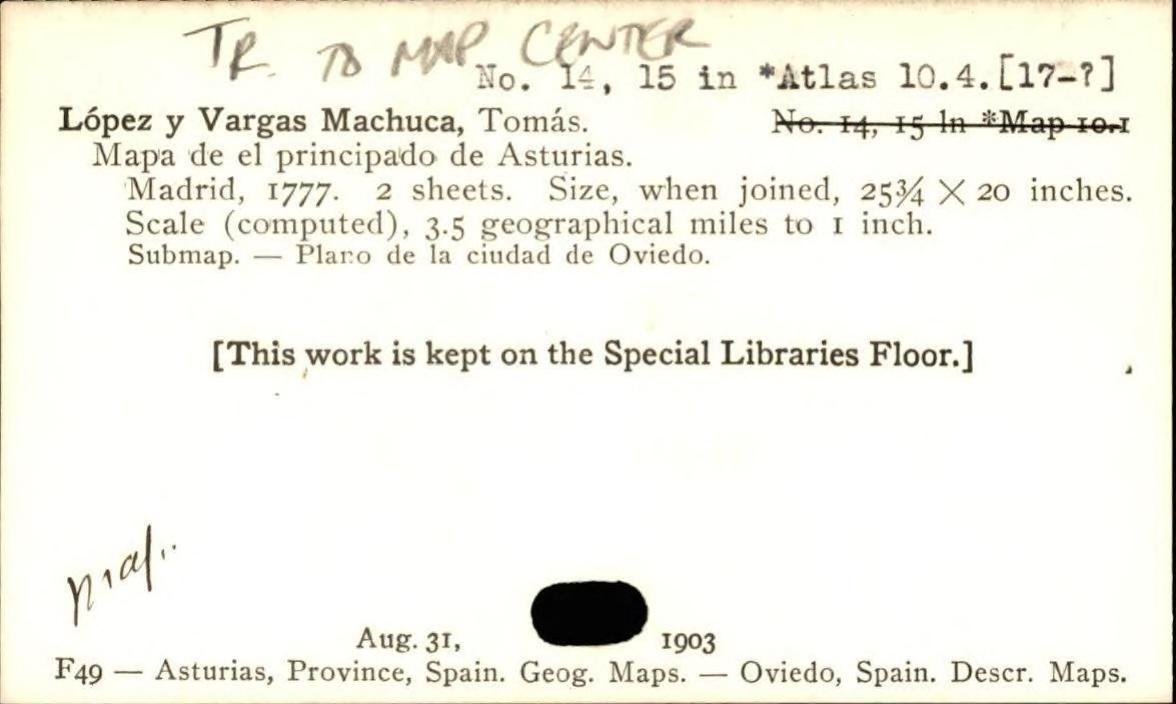 TR. TO MAP CENTER
No. 14, 15 in *Atlas 10.4.[17-?]
López y Vargas Machuca, Tomás. No. 14, 15 in *Map 10.1
Mapa de el principado de Asturias.
Madrid, 1777. 2 sheets. Size, when joined, 25¾ × 20 inches.
Scale (computed), 3.5 geographical miles to 1 inch.
Submap. — Plano de la ciudad de Oviedo.
[This work is kept on the Special Libraries Floor.]
Aug. 31, 1903
F49 — Asturias, Province, Spain. Geog. Maps. — Oviedo, Spain. Descr. Maps.